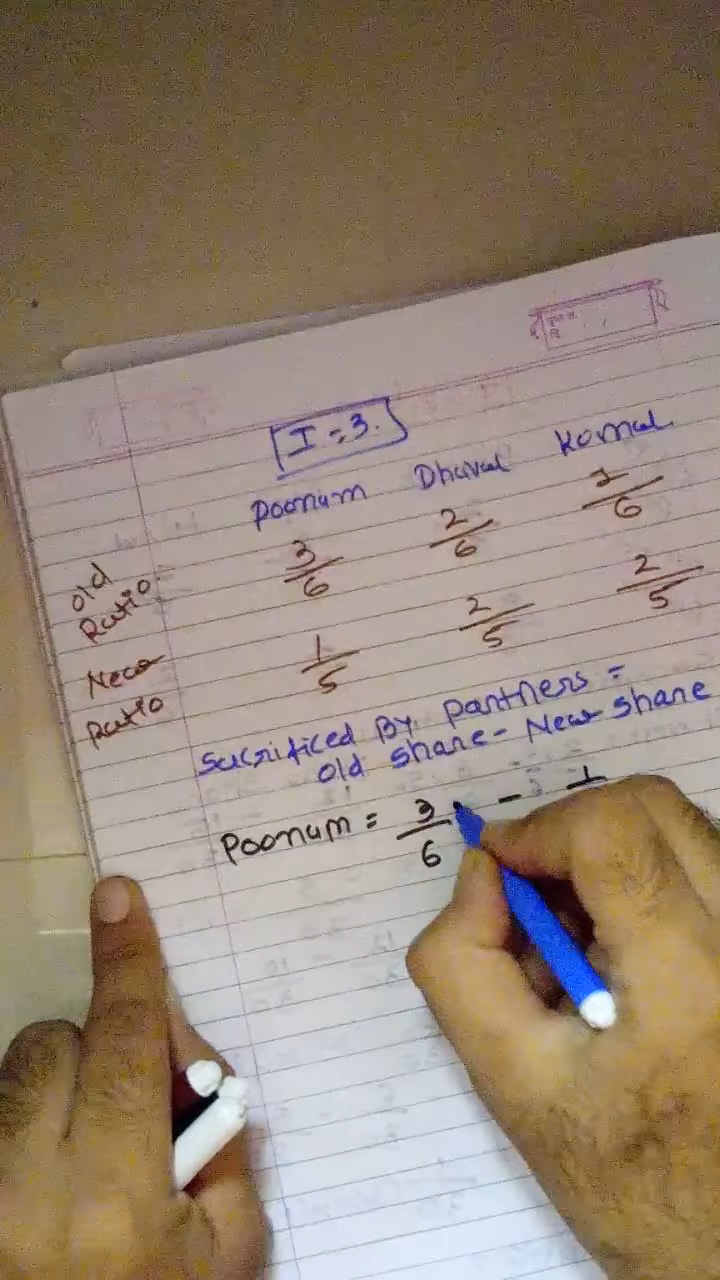 I = 3.
Poonum Dhaval Komal
Old Ratio: 3/6 2/6 1/6
New Ratio 1/5 2/5 2/5
Sacrificed By Partners =
Old Share - New Share
Poonum = 3/6 - 1